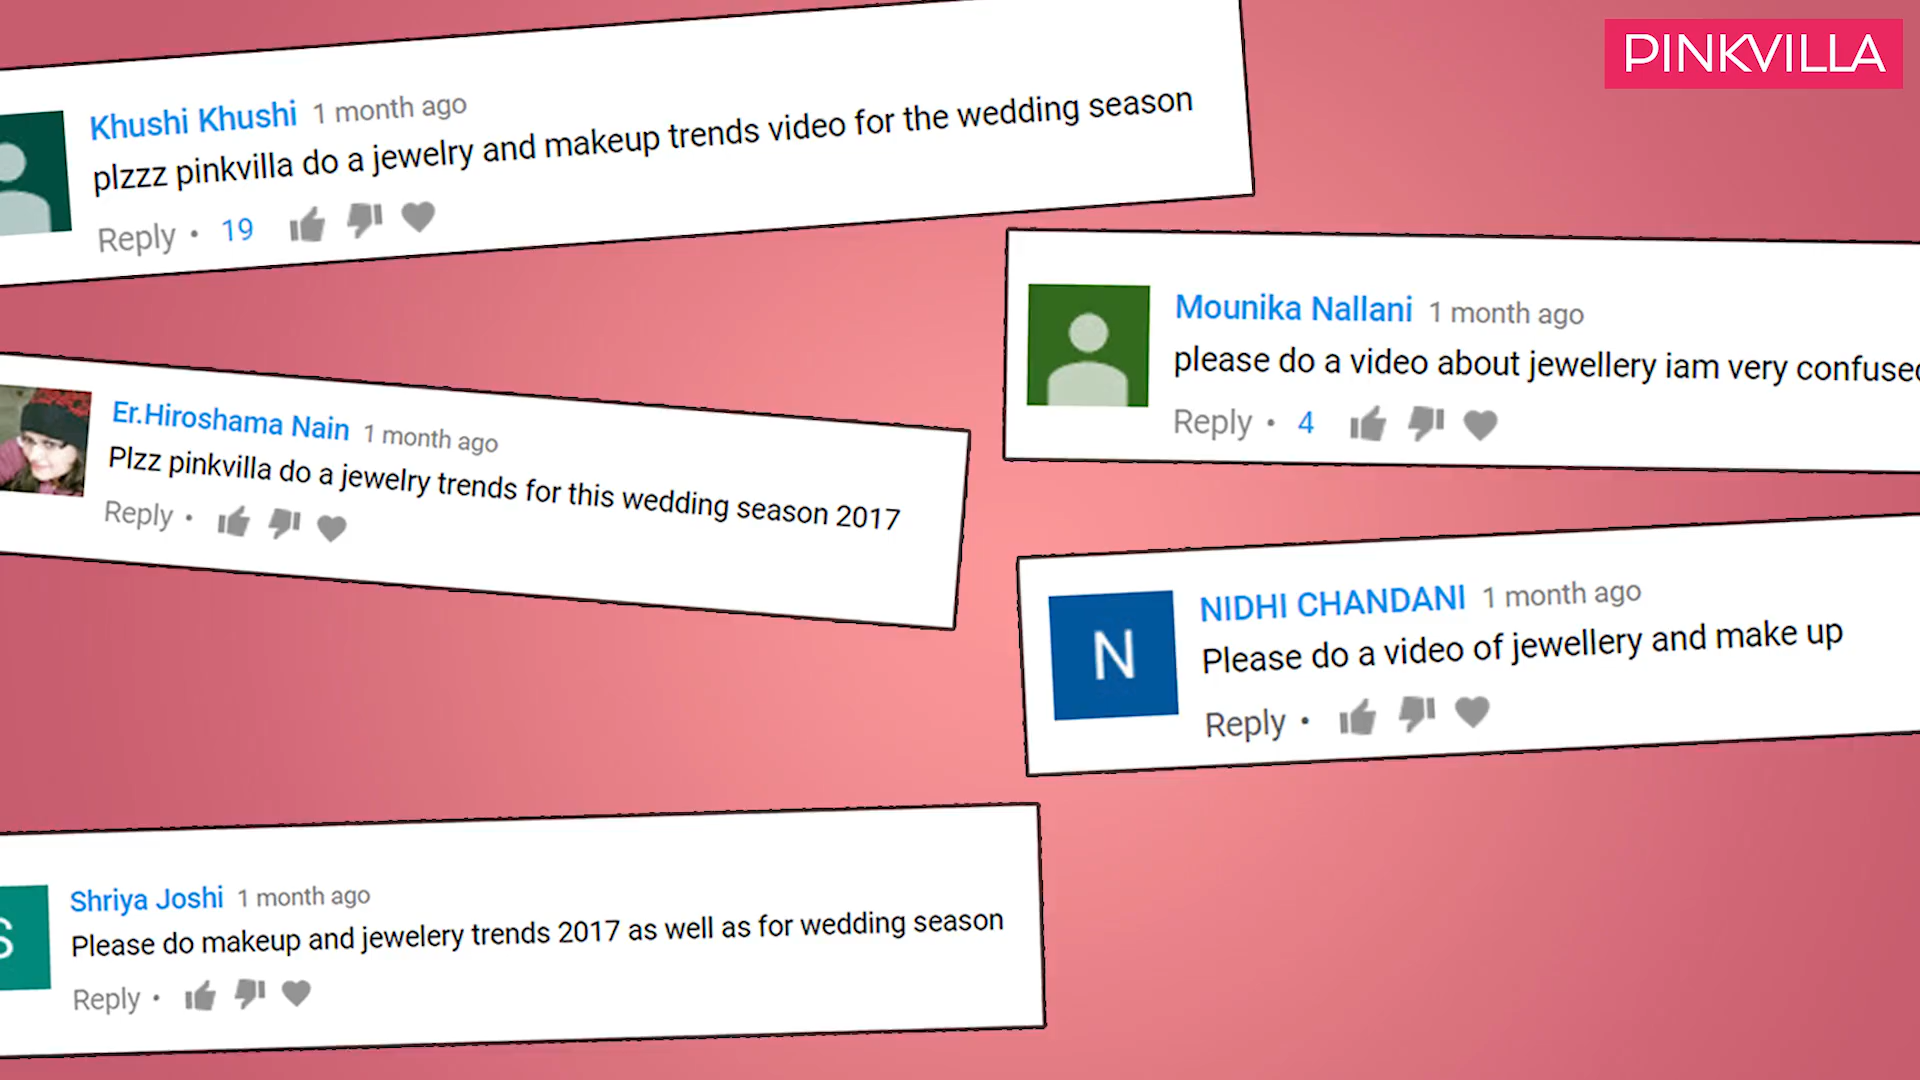 PINKVILLA
Khushi Khushi 1 month ago
plzzz pinkvilla do a jewelry and makeup trends video for the wedding season
Reply • 19
Mounika Nallani 1 month ago
please do a video about jewellery iam very confused
Reply • 4
Er.Hiroshama Nain 1 month ago
Plzz pinkvilla do a jewelry trends for this wedding season 2017
Reply •
N
NIDHI CHANDANI 1 month ago
Please do a video of jewellery and make up
Reply •
S
Shriya Joshi 1 month ago
Please do makeup and jewelery trends 2017 as well as for wedding season
Reply •